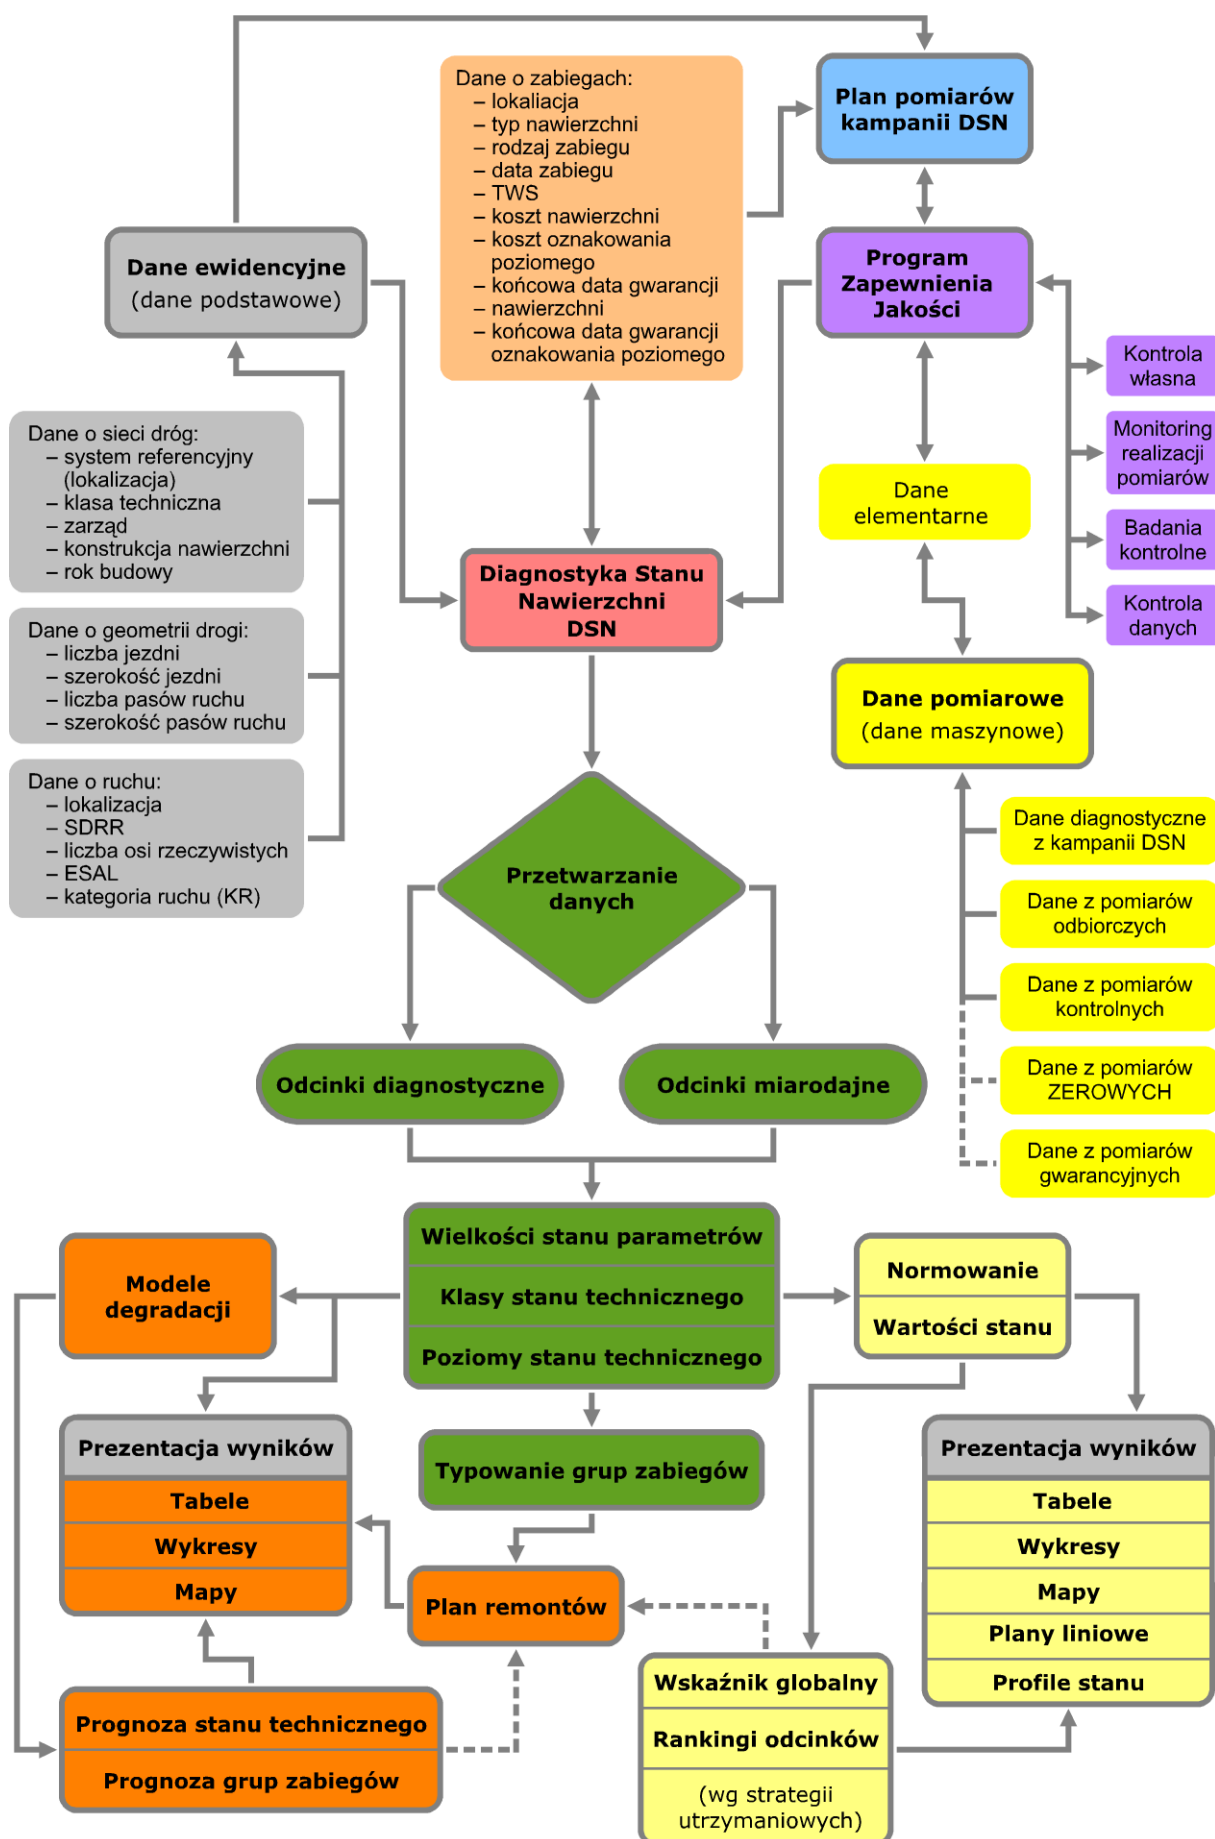 Dane o zabiegach:
– lokaliacja
– typ nawierzchni
– rodzaj zabiegu
– data zabiegu
– TWS
– koszt nawierzchni
– koszt oznakowania
poziomego
– końcowa data gwarancji
– nawierzchni
– końcowa data gwarancji
oznakowania poziomego
Plan pomiarów
kampanii DSN
Dane ewidencyjne
(dane podstawowe)
Program
Zapewnienia
Jakości
Kontrola
własna
Monitoring
realizacji
pomiarów
Badania
kontrolne
Kontrola
danych
Dane o sieci dróg:
– system referencyjny
(lokalizacja)
– klasa techniczna
– zarząd
– konstrukcja nawierzchni
– rok budowy
Dane o geometrii drogi:
– liczba jezdni
– szerokość jezdni
– liczba pasów ruchu
– szerokość pasów ruchu
Dane o ruchu:
– lokalizacja
– SDRR
– liczba osi rzeczywistych
– ESAL
– kategoria ruchu (KR)
Dane
elementarne
Diagnostyka Stanu
Nawierzchni
DSN
Dane pomiarowe
(dane maszynowe)
Dane diagnostyczne
z kampanii DSN
Dane z pomiarów
odbiorczych
Dane z pomiarów
kontrolnych
Dane z pomiarów
ZEROWYCH
Dane z pomiarów
gwarancyjnych
Przetwarzanie
danych
Odcinki diagnostyczne
Odcinki miarodajne
Wielkości stanu parametrów
Klasy stanu technicznego
Poziomy stanu technicznego
Modele
degradacji
Normowanie
Wartości stanu
Prezentacja wyników
Tabele
Wykresy
Mapy
Typowanie grup zabiegów
Plan remontów
Prezentacja wyników
Tabele
Wykresy
Mapy
Plany liniowe
Profile stanu
Prognoza stanu technicznego
Prognoza grup zabiegów
Wskaźnik globalny
Rankingi odcinków
(wg strategii
utrzymaniowych)